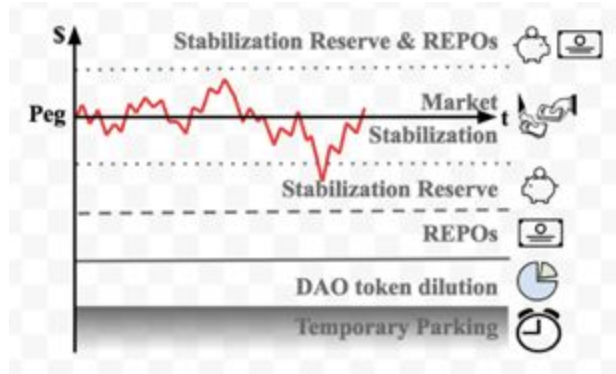 $
Stabilization Reserve & REPOs
Peg
Market
t
Stabilization
Stabilization Reserve
REPOs
DAO token dilution
Temporary Parking